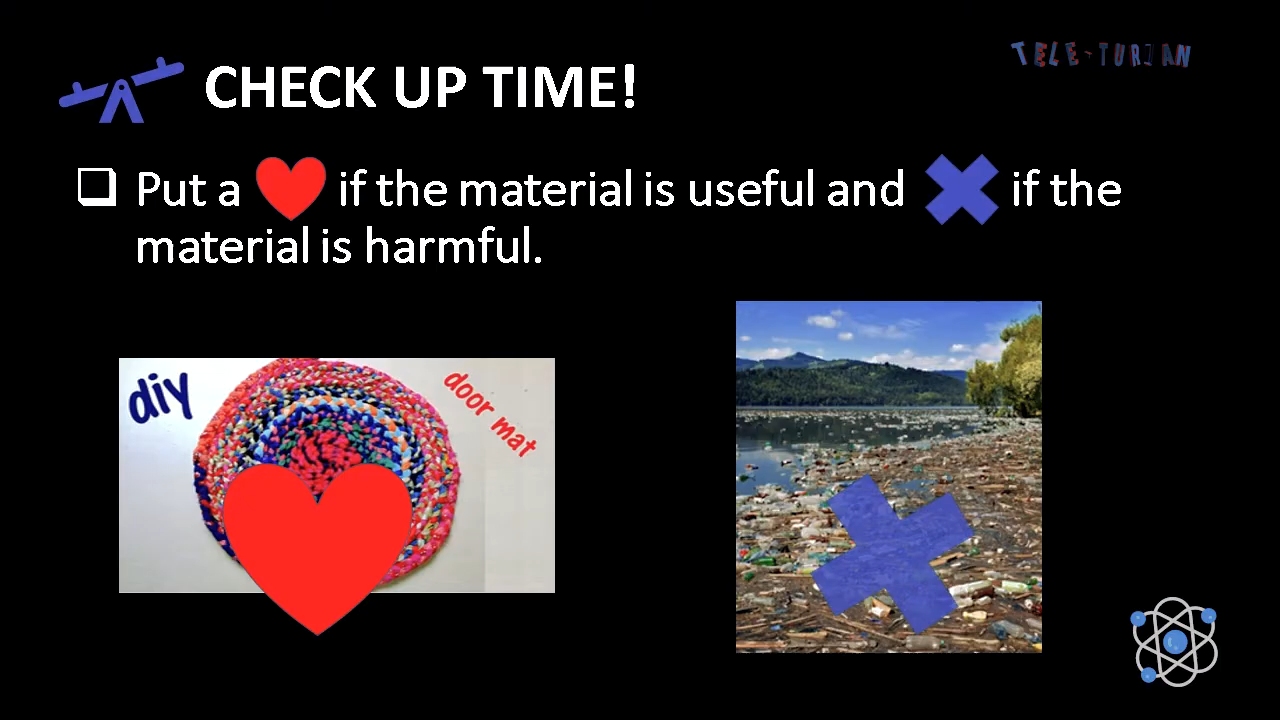 TELE-TURIAN
CHECK UP TIME!
Put a if the material is useful and if the
material is harmful.
diy
door mat